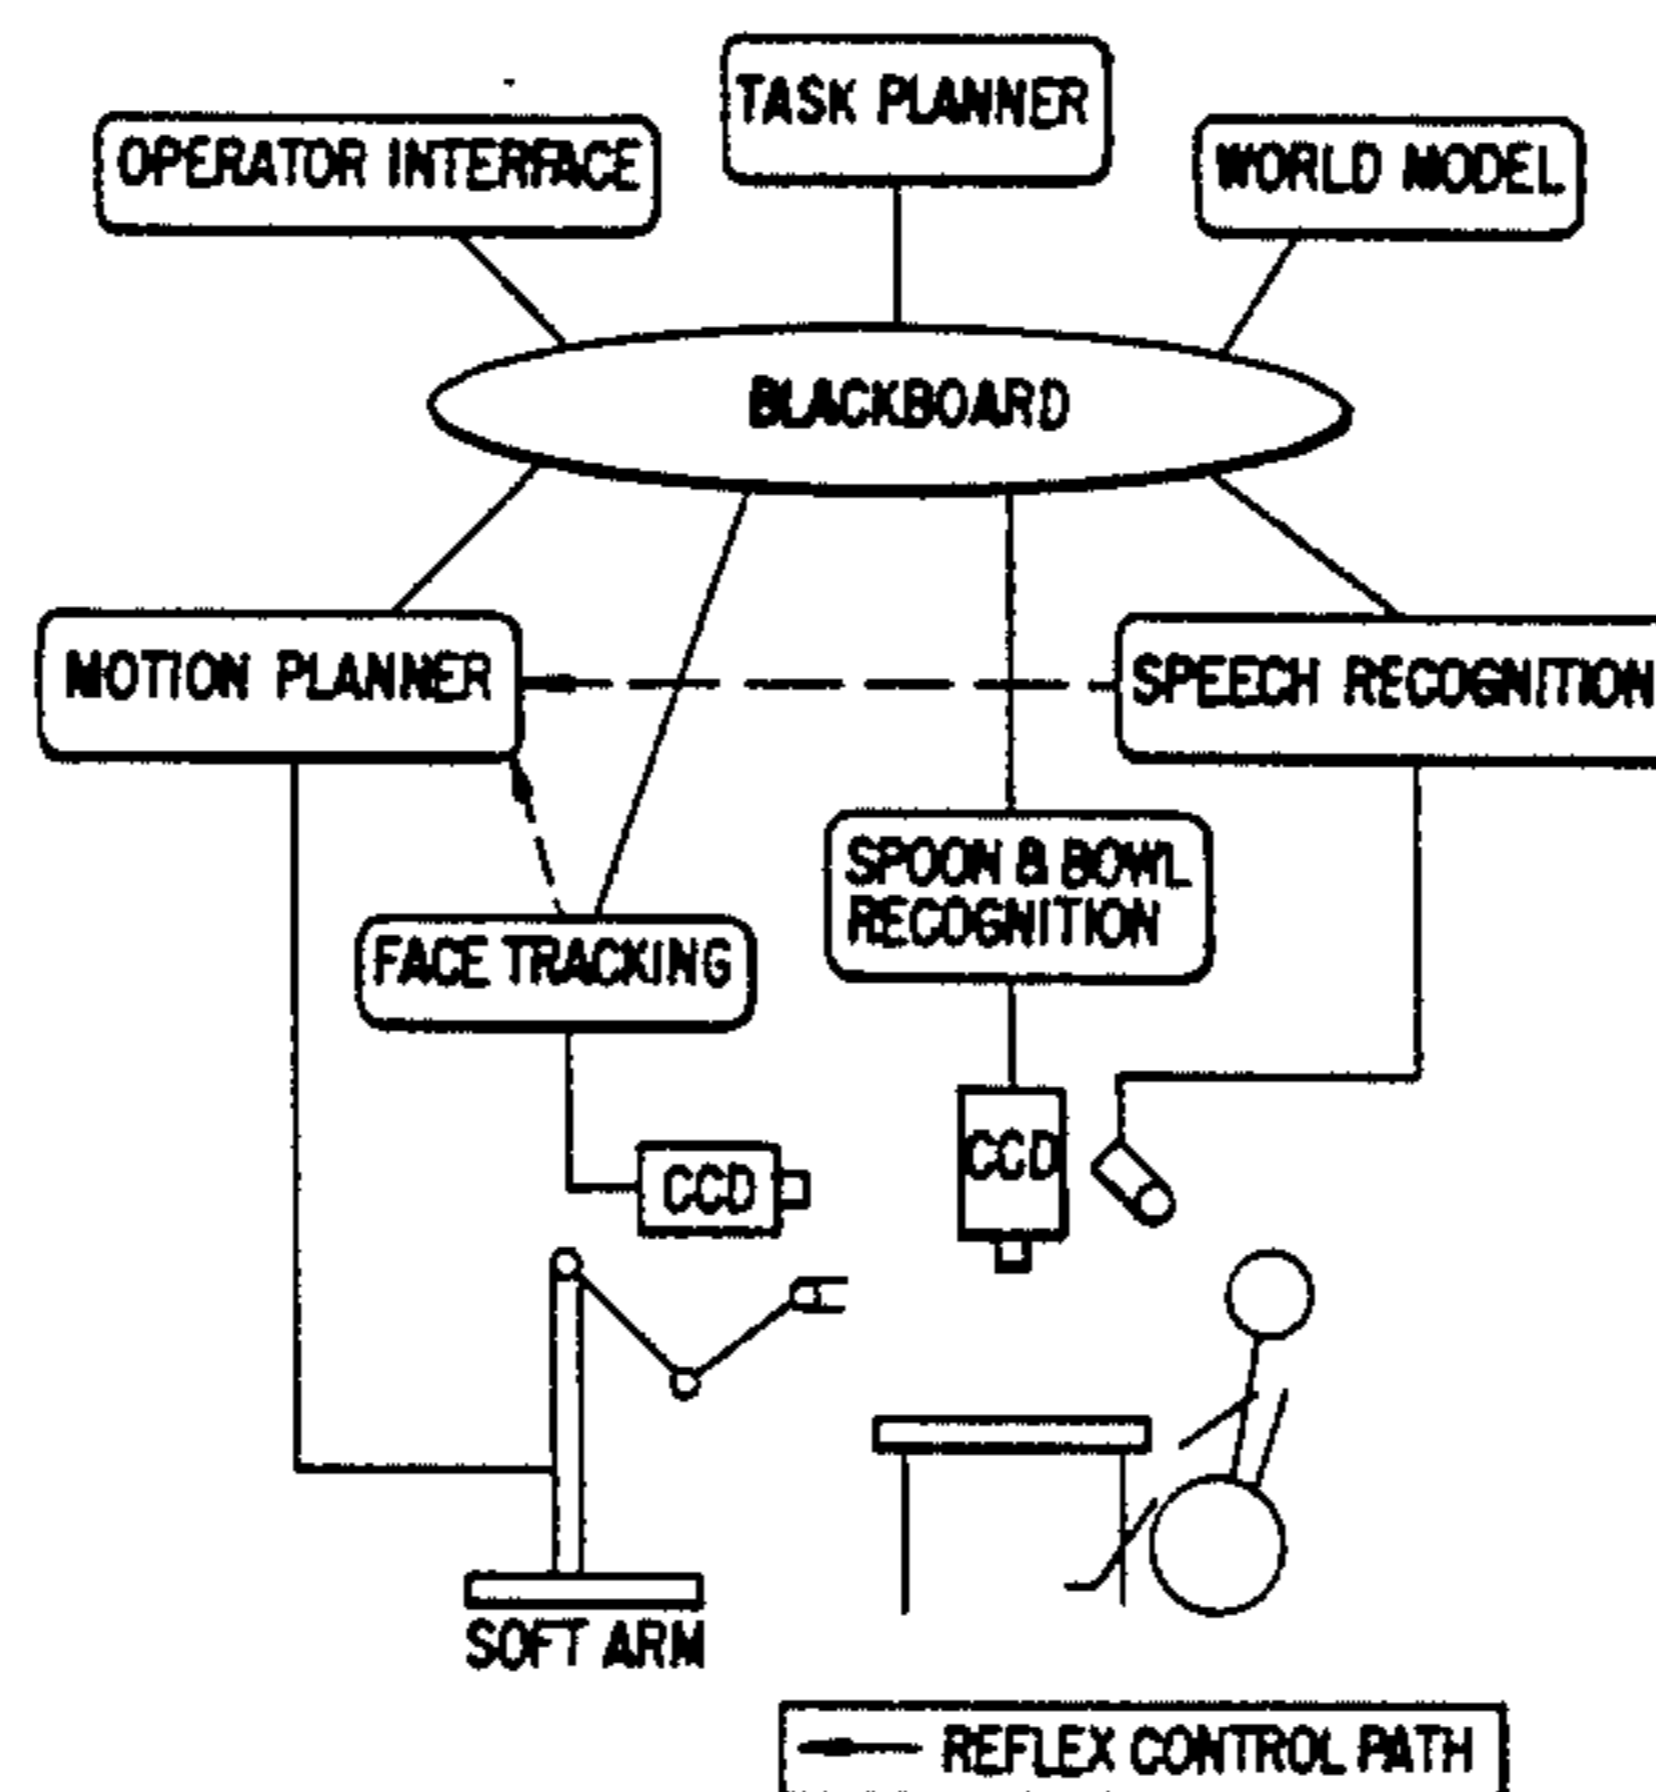 TASK PLANNER
OPERATOR INTERFACE
WORLD MODEL
BLACKBOARD
MOTION PLANNER
SPEECH RECOGNITION
SPOON & BOWL
RECOGNITION
FACE TRACKING
CCD
CCD
SOFT ARM
REFLEX CONTROL PATH